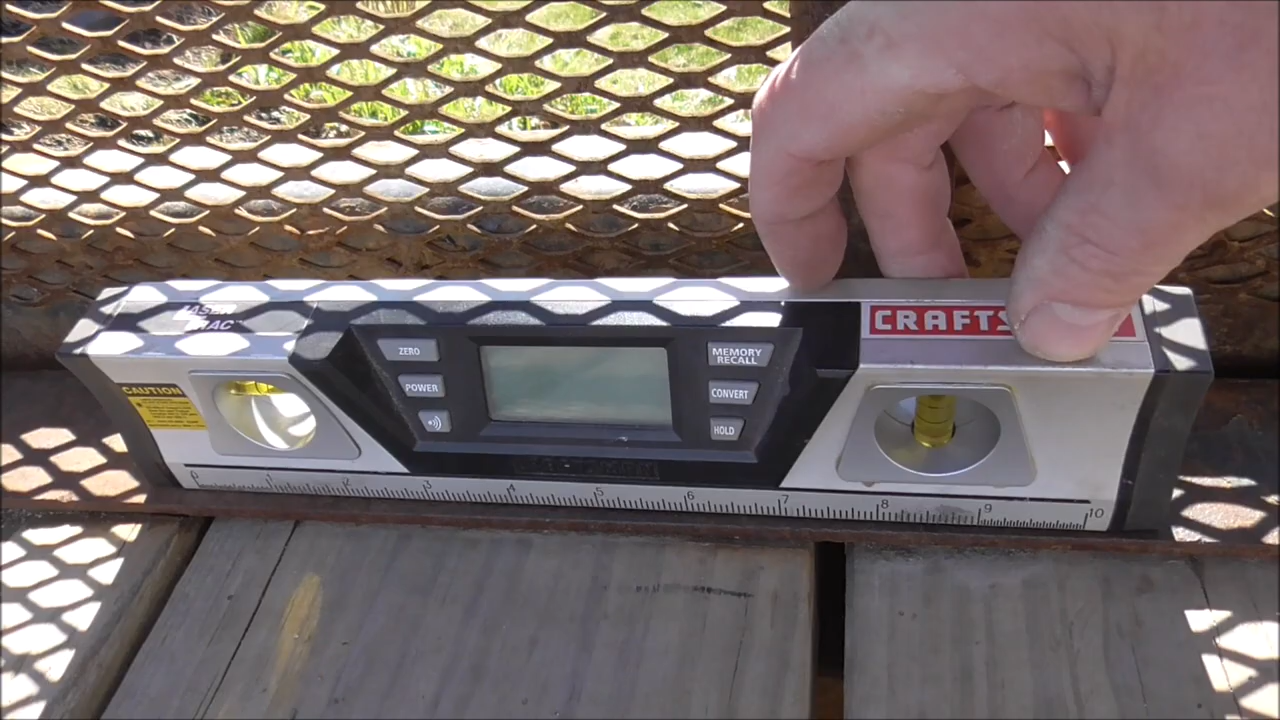 LASER
TRAC
CRAFTS
ZERO
POWER
MEMORY
RECALL
CONVERT
HOLD
CAUTION
1 2 3 4 5 6 7 8 9 10